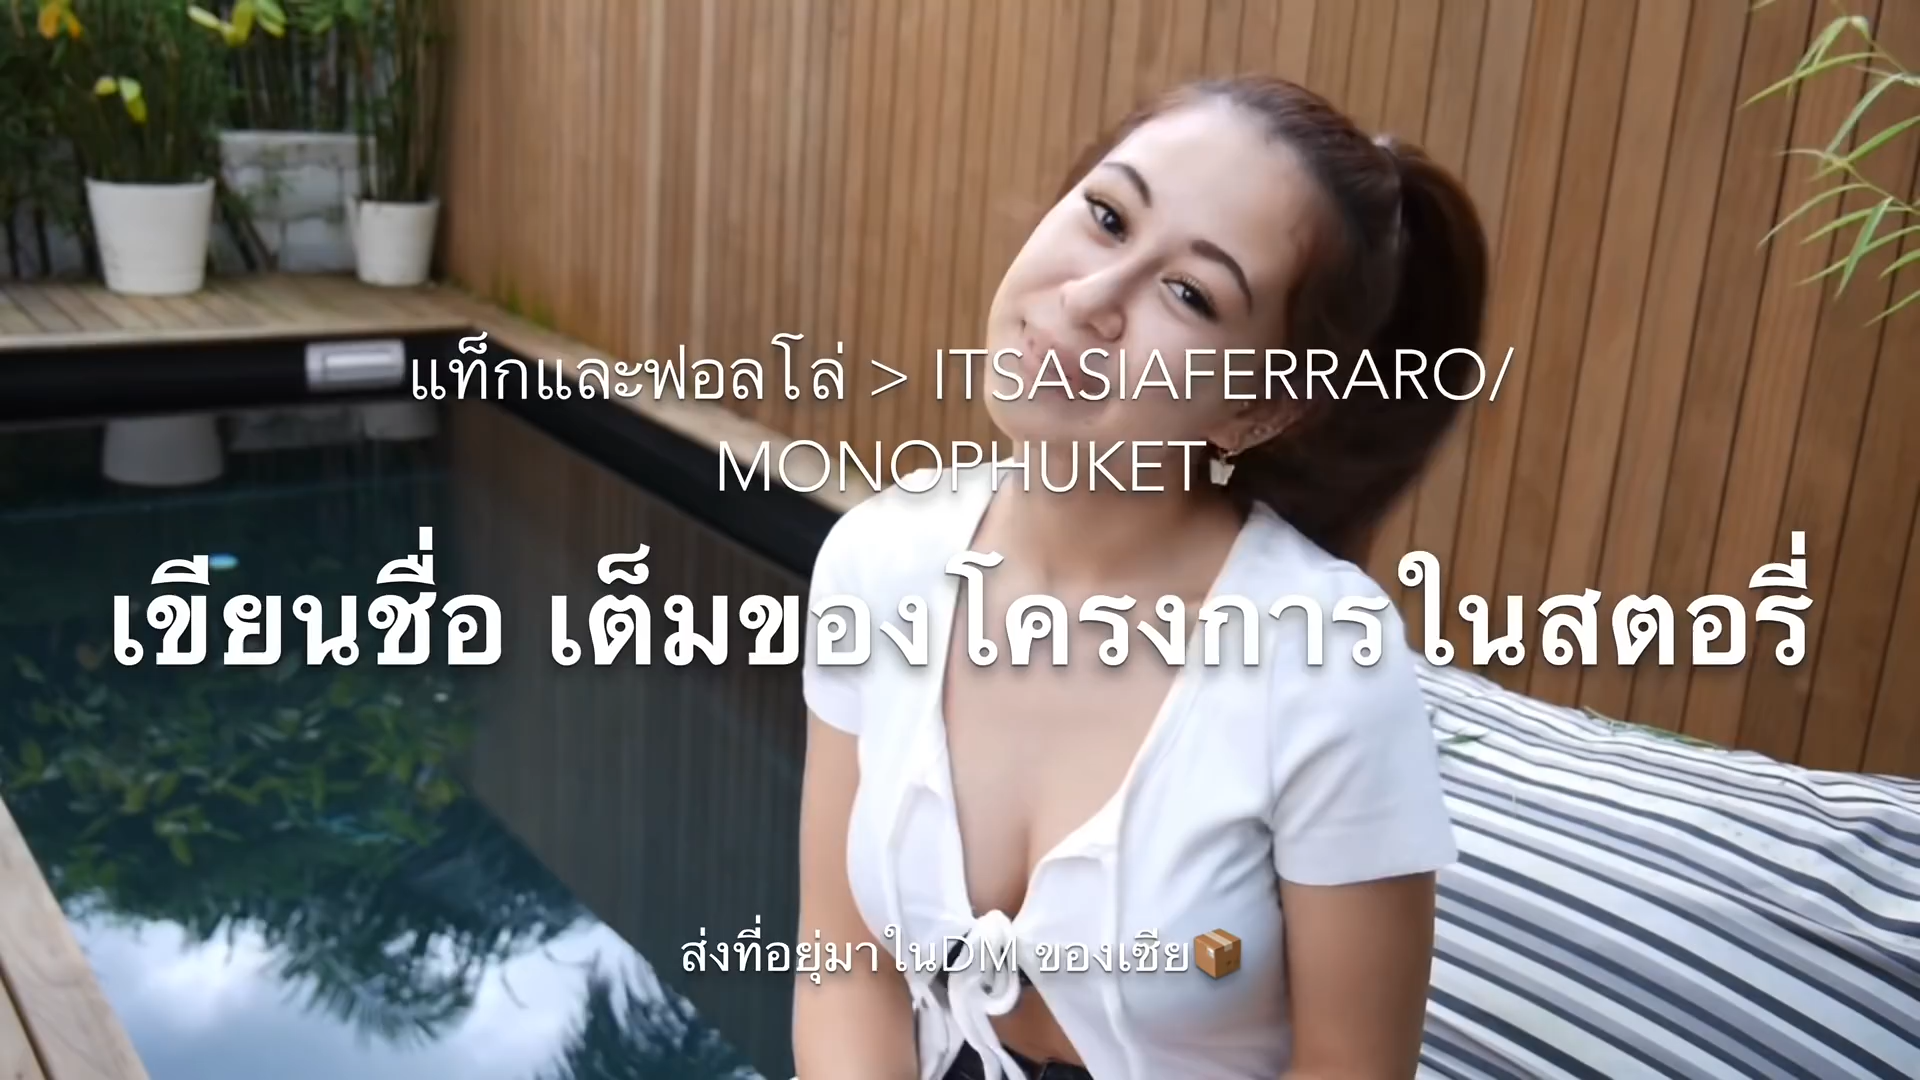 แท็กและฟอลโล่ > ITSASIAFERRARO/
MONOPHUKET
เขียนชื่อ เต็มของโครงการในสตอรี่
ส่งที่อยุ่มาในDM ของเซีย📦